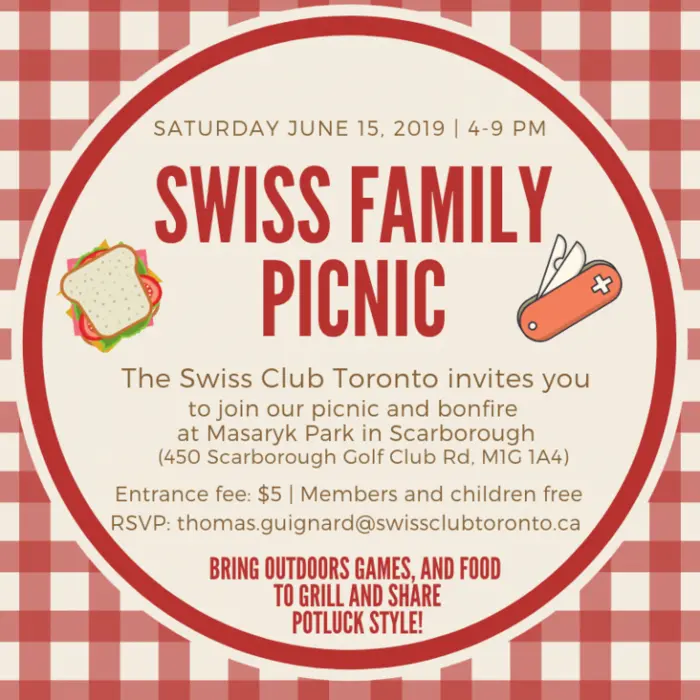 SATURDAY JUNE 15, 2019 | 4-9 PM
SWISS FAMILY
PICNIC
The Swiss Club Toronto invites you
to join our picnic and bonfire
at Masaryk Park in Scarborough
(450 Scarborough Golf Club Rd, M1G 1A4)
Entrance fee: $5 | Members and children free
RSVP: thomas.guignard@swissclubtoronto.ca
BRING OUTDOORS GAMES, AND FOOD
TO GRILL AND SHARE
POTLUCK STYLE!